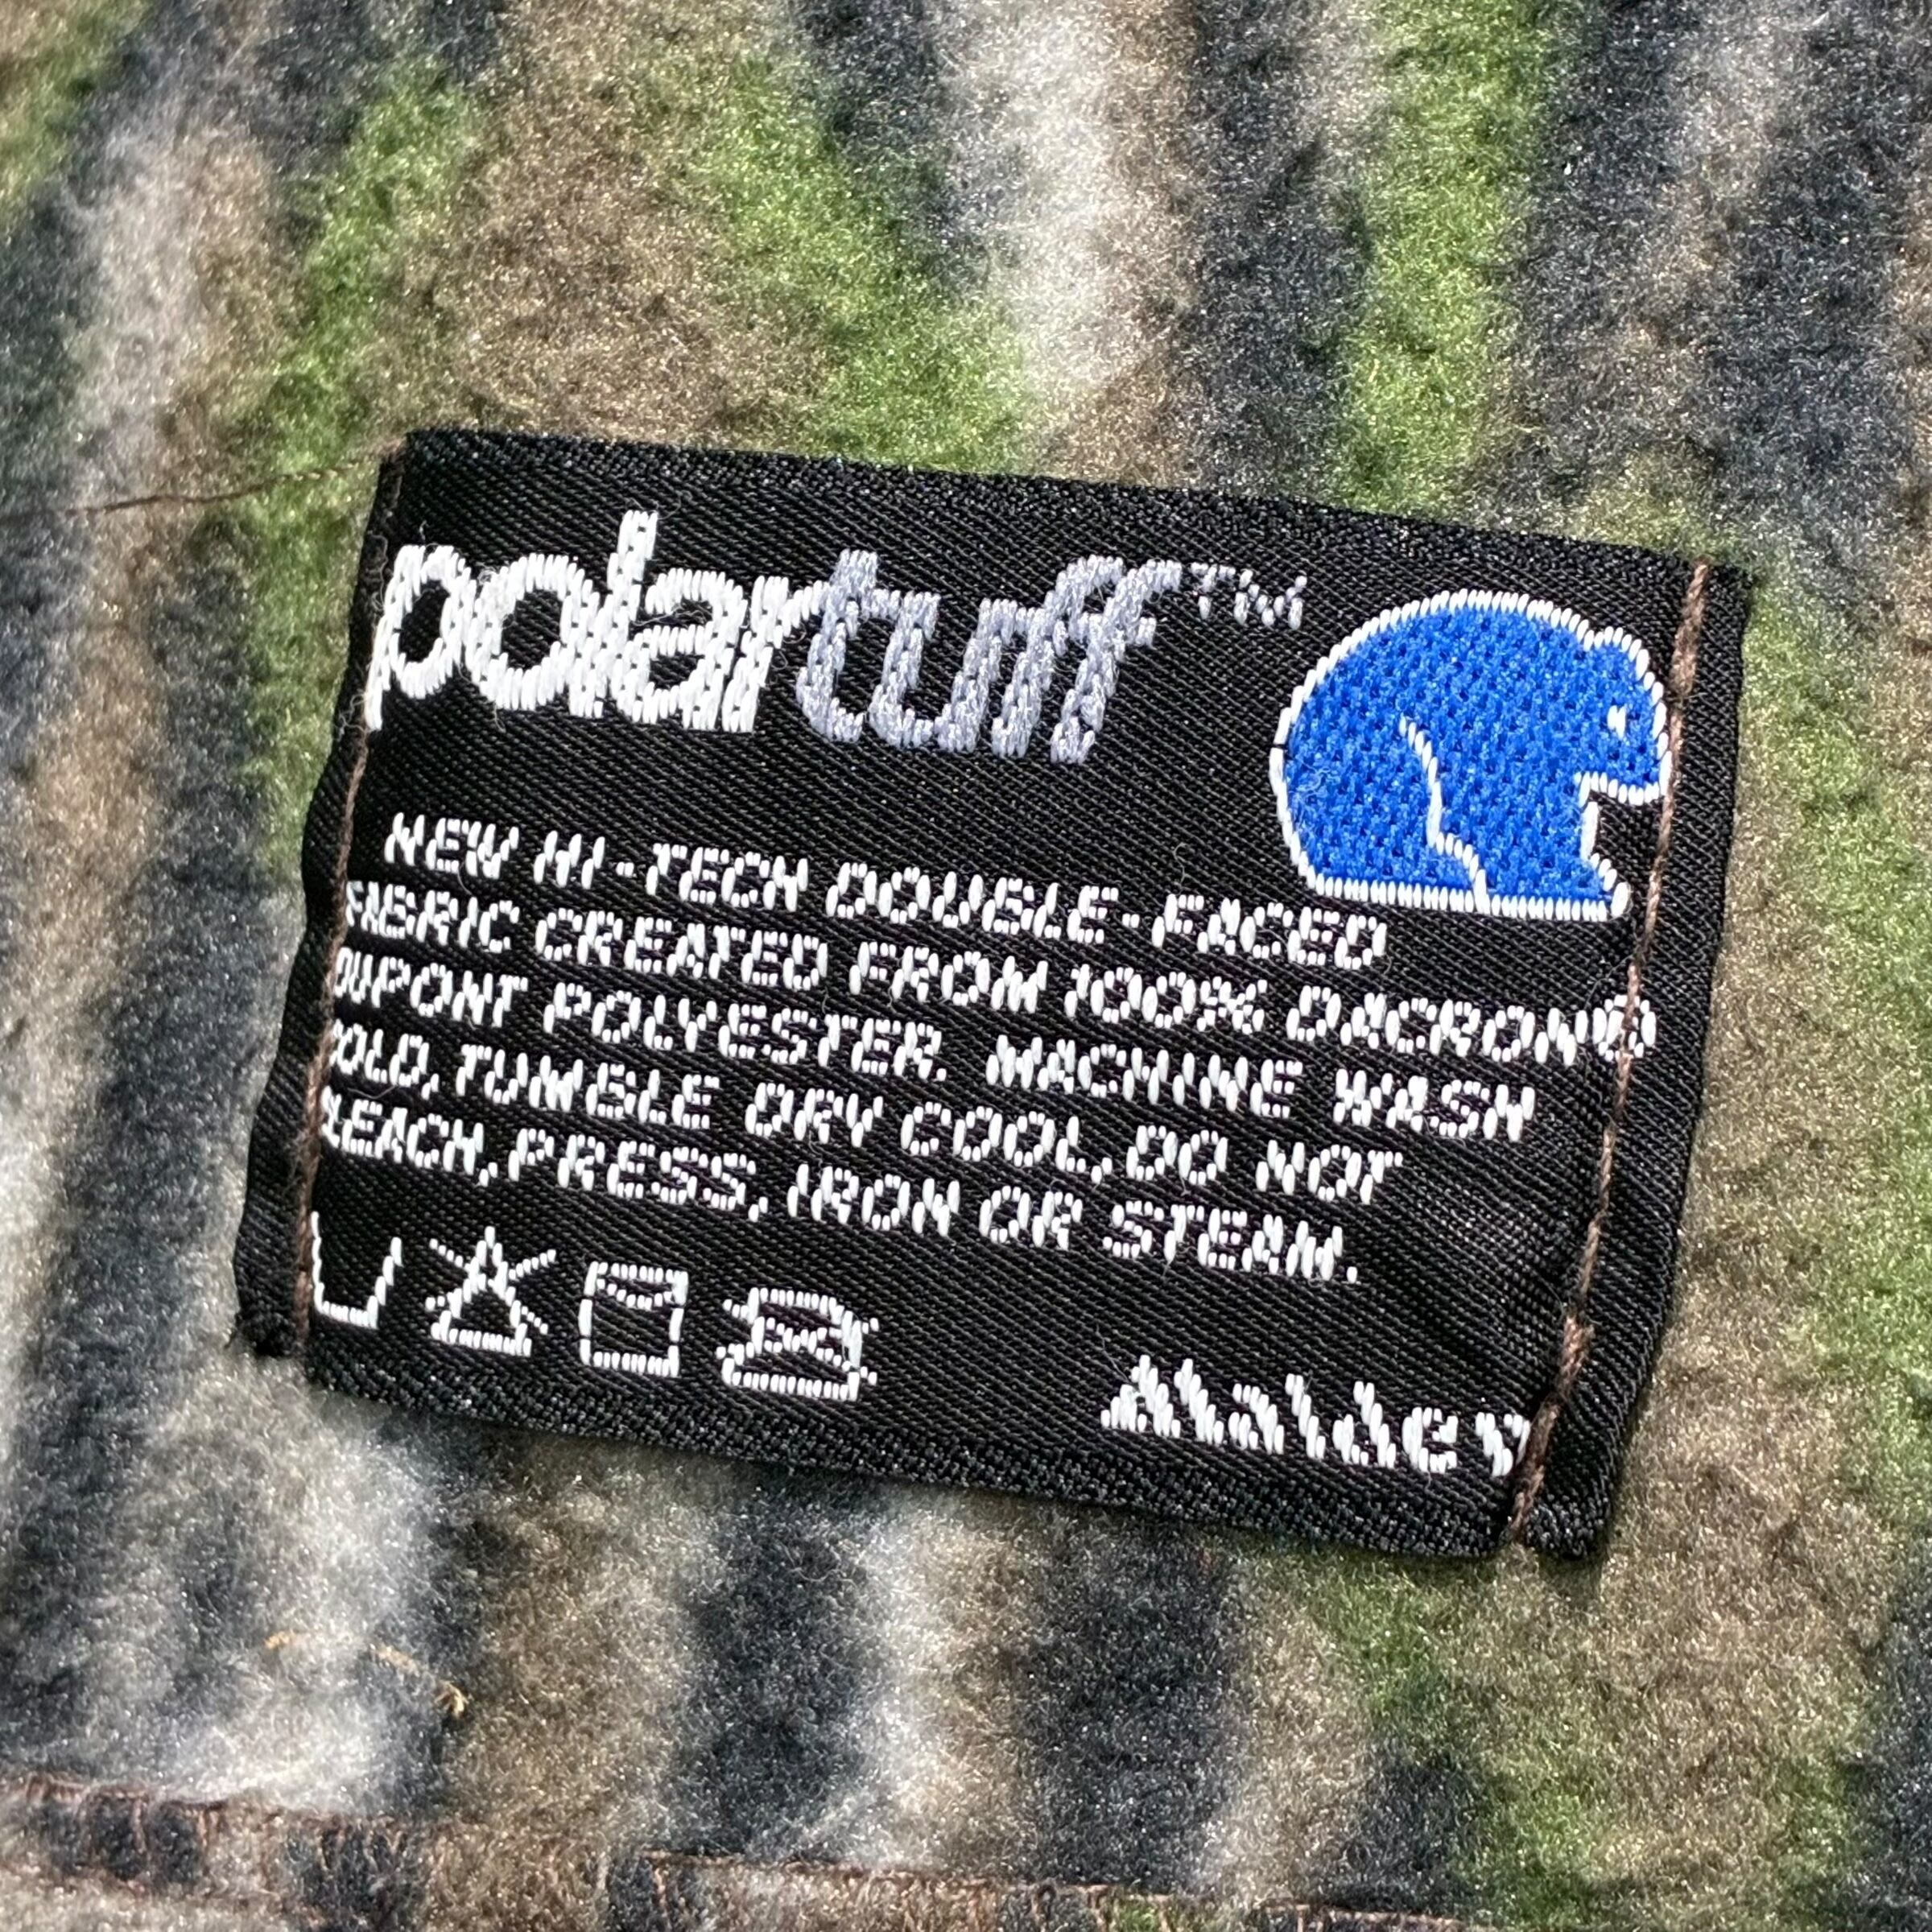 polartuff™
NEW HI-TECH DOUBLE-FACED
FABRIC CREATED FROM 100% DACRON®
DUPONT POLYESTER. MACHINE WASH
COLD, TUMBLE DRY COOL, DO NOT
BLEACH, PRESS, IRON OR STEAM.
Malden